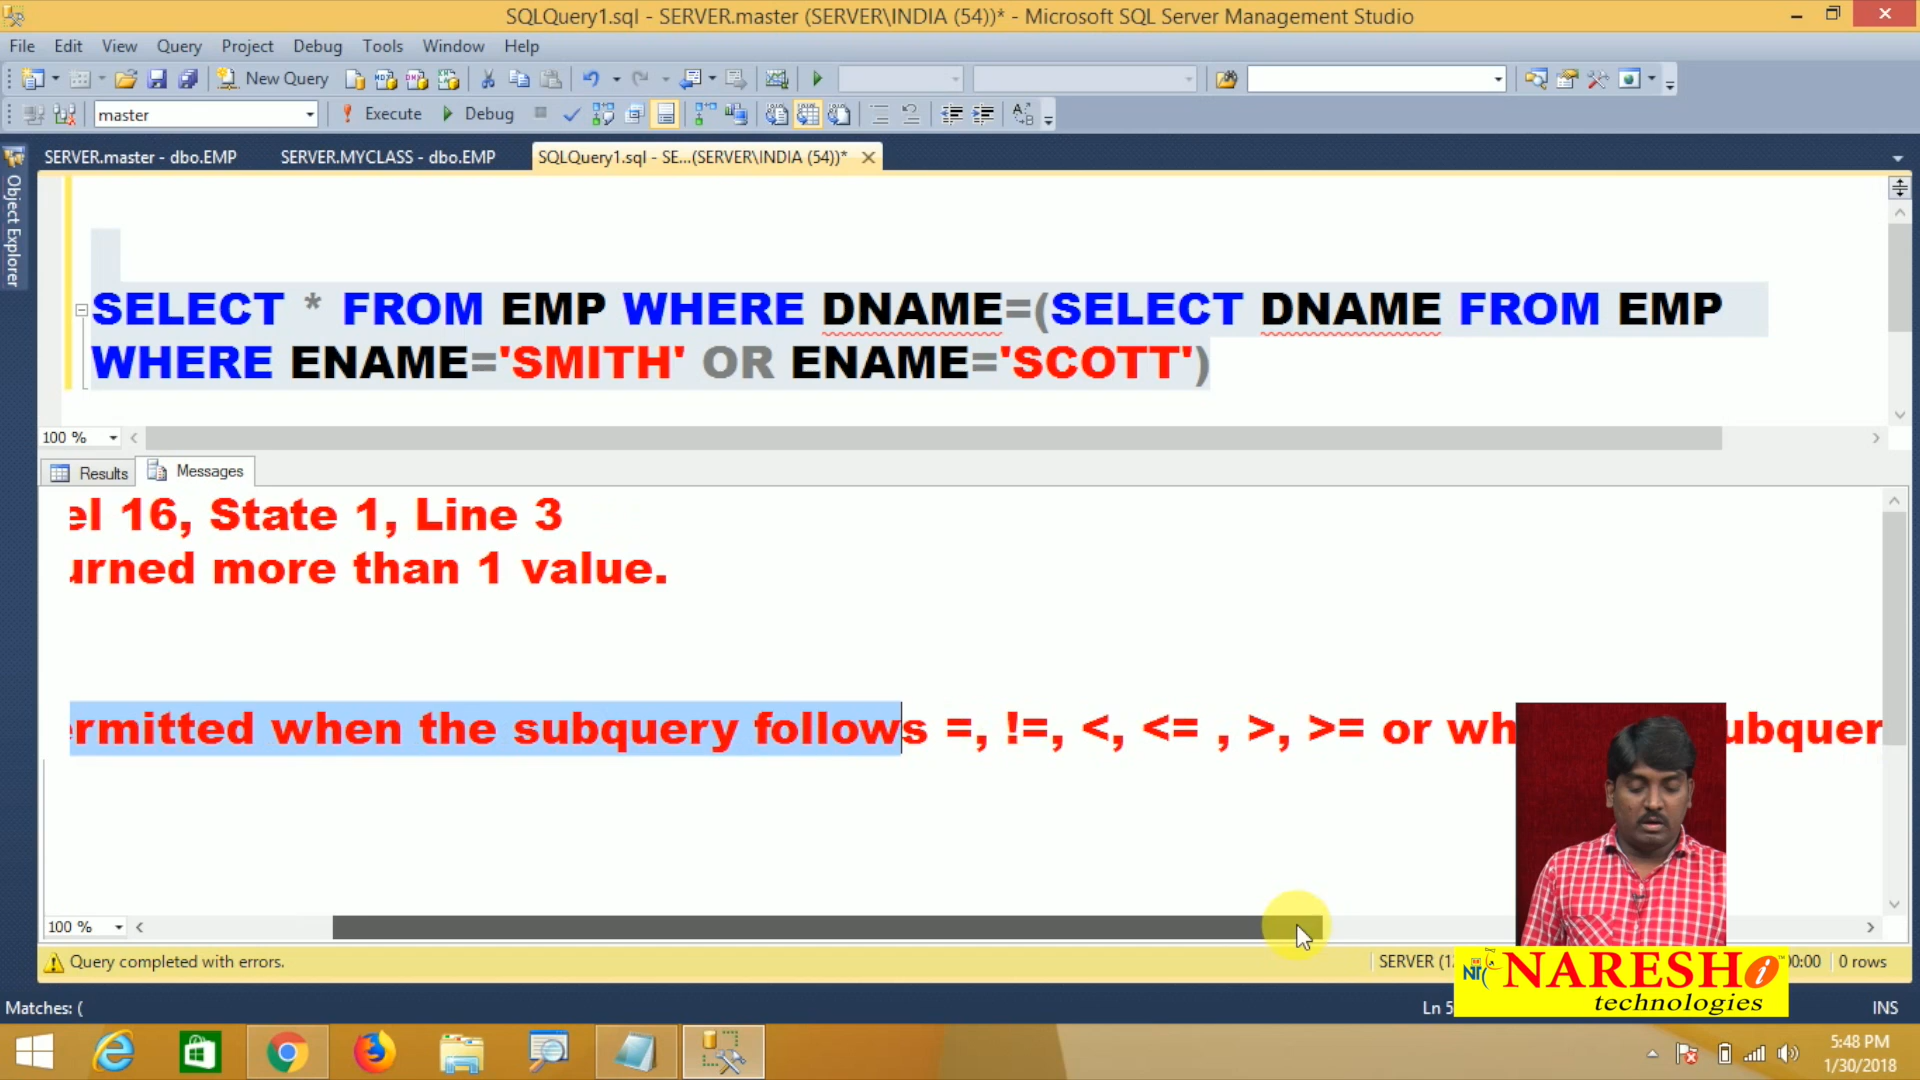 SQLQuery1.sql - SERVER.master (SERVER\INDIA (54))* - Microsoft SQL Server Management Studio
File Edit View Query Project Debug Tools Window Help
New Query
master Execute Debug
SERVER.master - dbo.EMP SERVER.MYCLASS - dbo.EMP SQLQuery1.sql - SE...(SERVER\INDIA (54))*
Object Explorer
SELECT * FROM EMP WHERE DNAME=(SELECT DNAME FROM EMP
WHERE ENAME='SMITH' OR ENAME='SCOTT')
100 %
Results Messages
el 16, State 1, Line 3
urned more than 1 value.
ermitted when the subquery follows =, !=, <, <= , >, >= or wh ubquer
100 %
Query completed with errors. SERVER (1 00:00 0 rows
NARESH i
technologies
Matches: ( Ln 5 INS
5:48 PM
1/30/2018